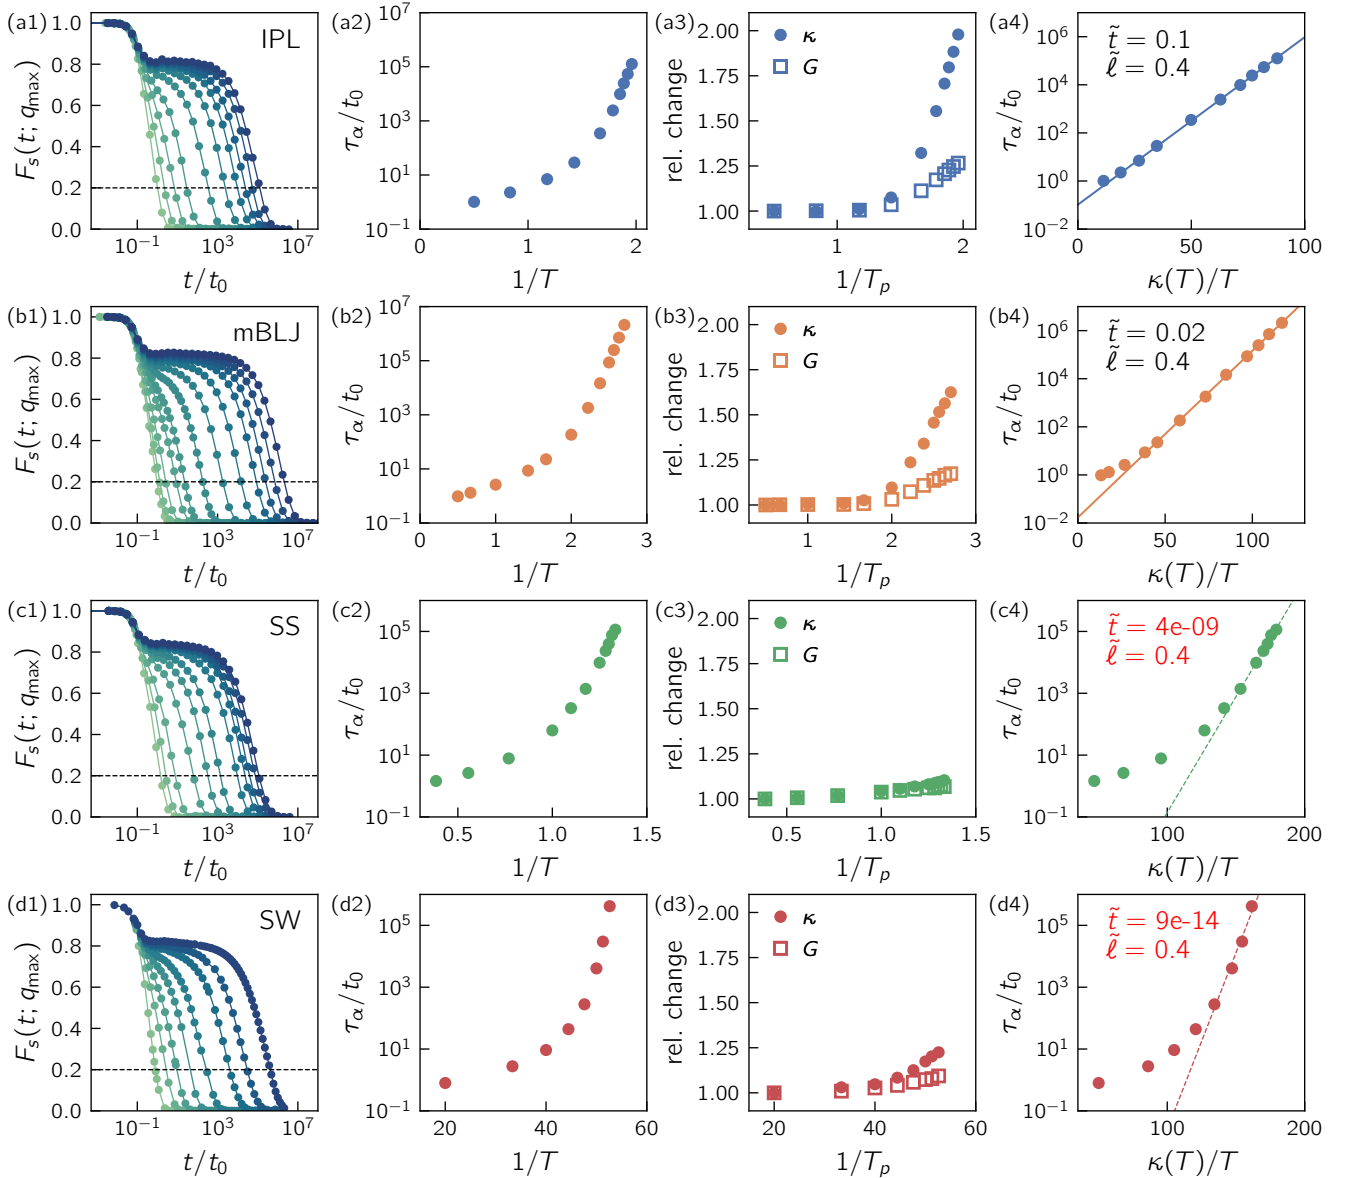 (a1) 1.0 0.8 0.6 0.4 0.2 0.0
F_s(t; q_max)
IPL
10^−1 10^3 10^7
t/t_0
(a2) 10^7 10^5 10^3 10^1 10^−1
τ_α/t_0
0 1 2
1/T
(a3) 2.00 1.75 1.50 1.25 1.00
rel. change
κ
G
1 2
1/T_p
(a4) 10^6 10^4 10^2 10^0 10^−2
τ_α/t_0
t̃ = 0.1
ℓ̃ = 0.4
0 50 100
κ(T)/T
(b1) 1.0 0.8 0.6 0.4 0.2 0.0
F_s(t; q_max)
mBLJ
10^−1 10^3 10^7
t/t_0
(b2) 10^7 10^5 10^3 10^1 10^−1
τ_α/t_0
0 1 2 3
1/T
(b3) 2.00 1.75 1.50 1.25 1.00
rel. change
κ
G
1 2 3
1/T_p
(b4) 10^6 10^4 10^2 10^0 10^−2
τ_α/t_0
t̃ = 0.02
ℓ̃ = 0.4
0 50 100
κ(T)/T
(c1) 1.0 0.8 0.6 0.4 0.2 0.0
F_s(t; q_max)
SS
10^−1 10^3 10^7
t/t_0
(c2) 10^5 10^3 10^1 10^−1
τ_α/t_0
0.5 1.0 1.5
1/T
(c3) 2.00 1.75 1.50 1.25 1.00
rel. change
κ
G
0.5 1.0 1.5
1/T_p
(c4) 10^5 10^3 10^1 10^−1
τ_α/t_0
t̃ = 4e-09
ℓ̃ = 0.4
100 200
κ(T)/T
(d1) 1.0 0.8 0.6 0.4 0.2 0.0
F_s(t; q_max)
SW
10^−1 10^3 10^7
t/t_0
(d2) 10^5 10^3 10^1 10^−1
τ_α/t_0
20 40 60
1/T
(d3) 2.00 1.75 1.50 1.25 1.00
rel. change
κ
G
20 40 60
1/T_p
(d4) 10^5 10^3 10^1 10^−1
τ_α/t_0
t̃ = 9e-14
ℓ̃ = 0.4
100 200
κ(T)/T